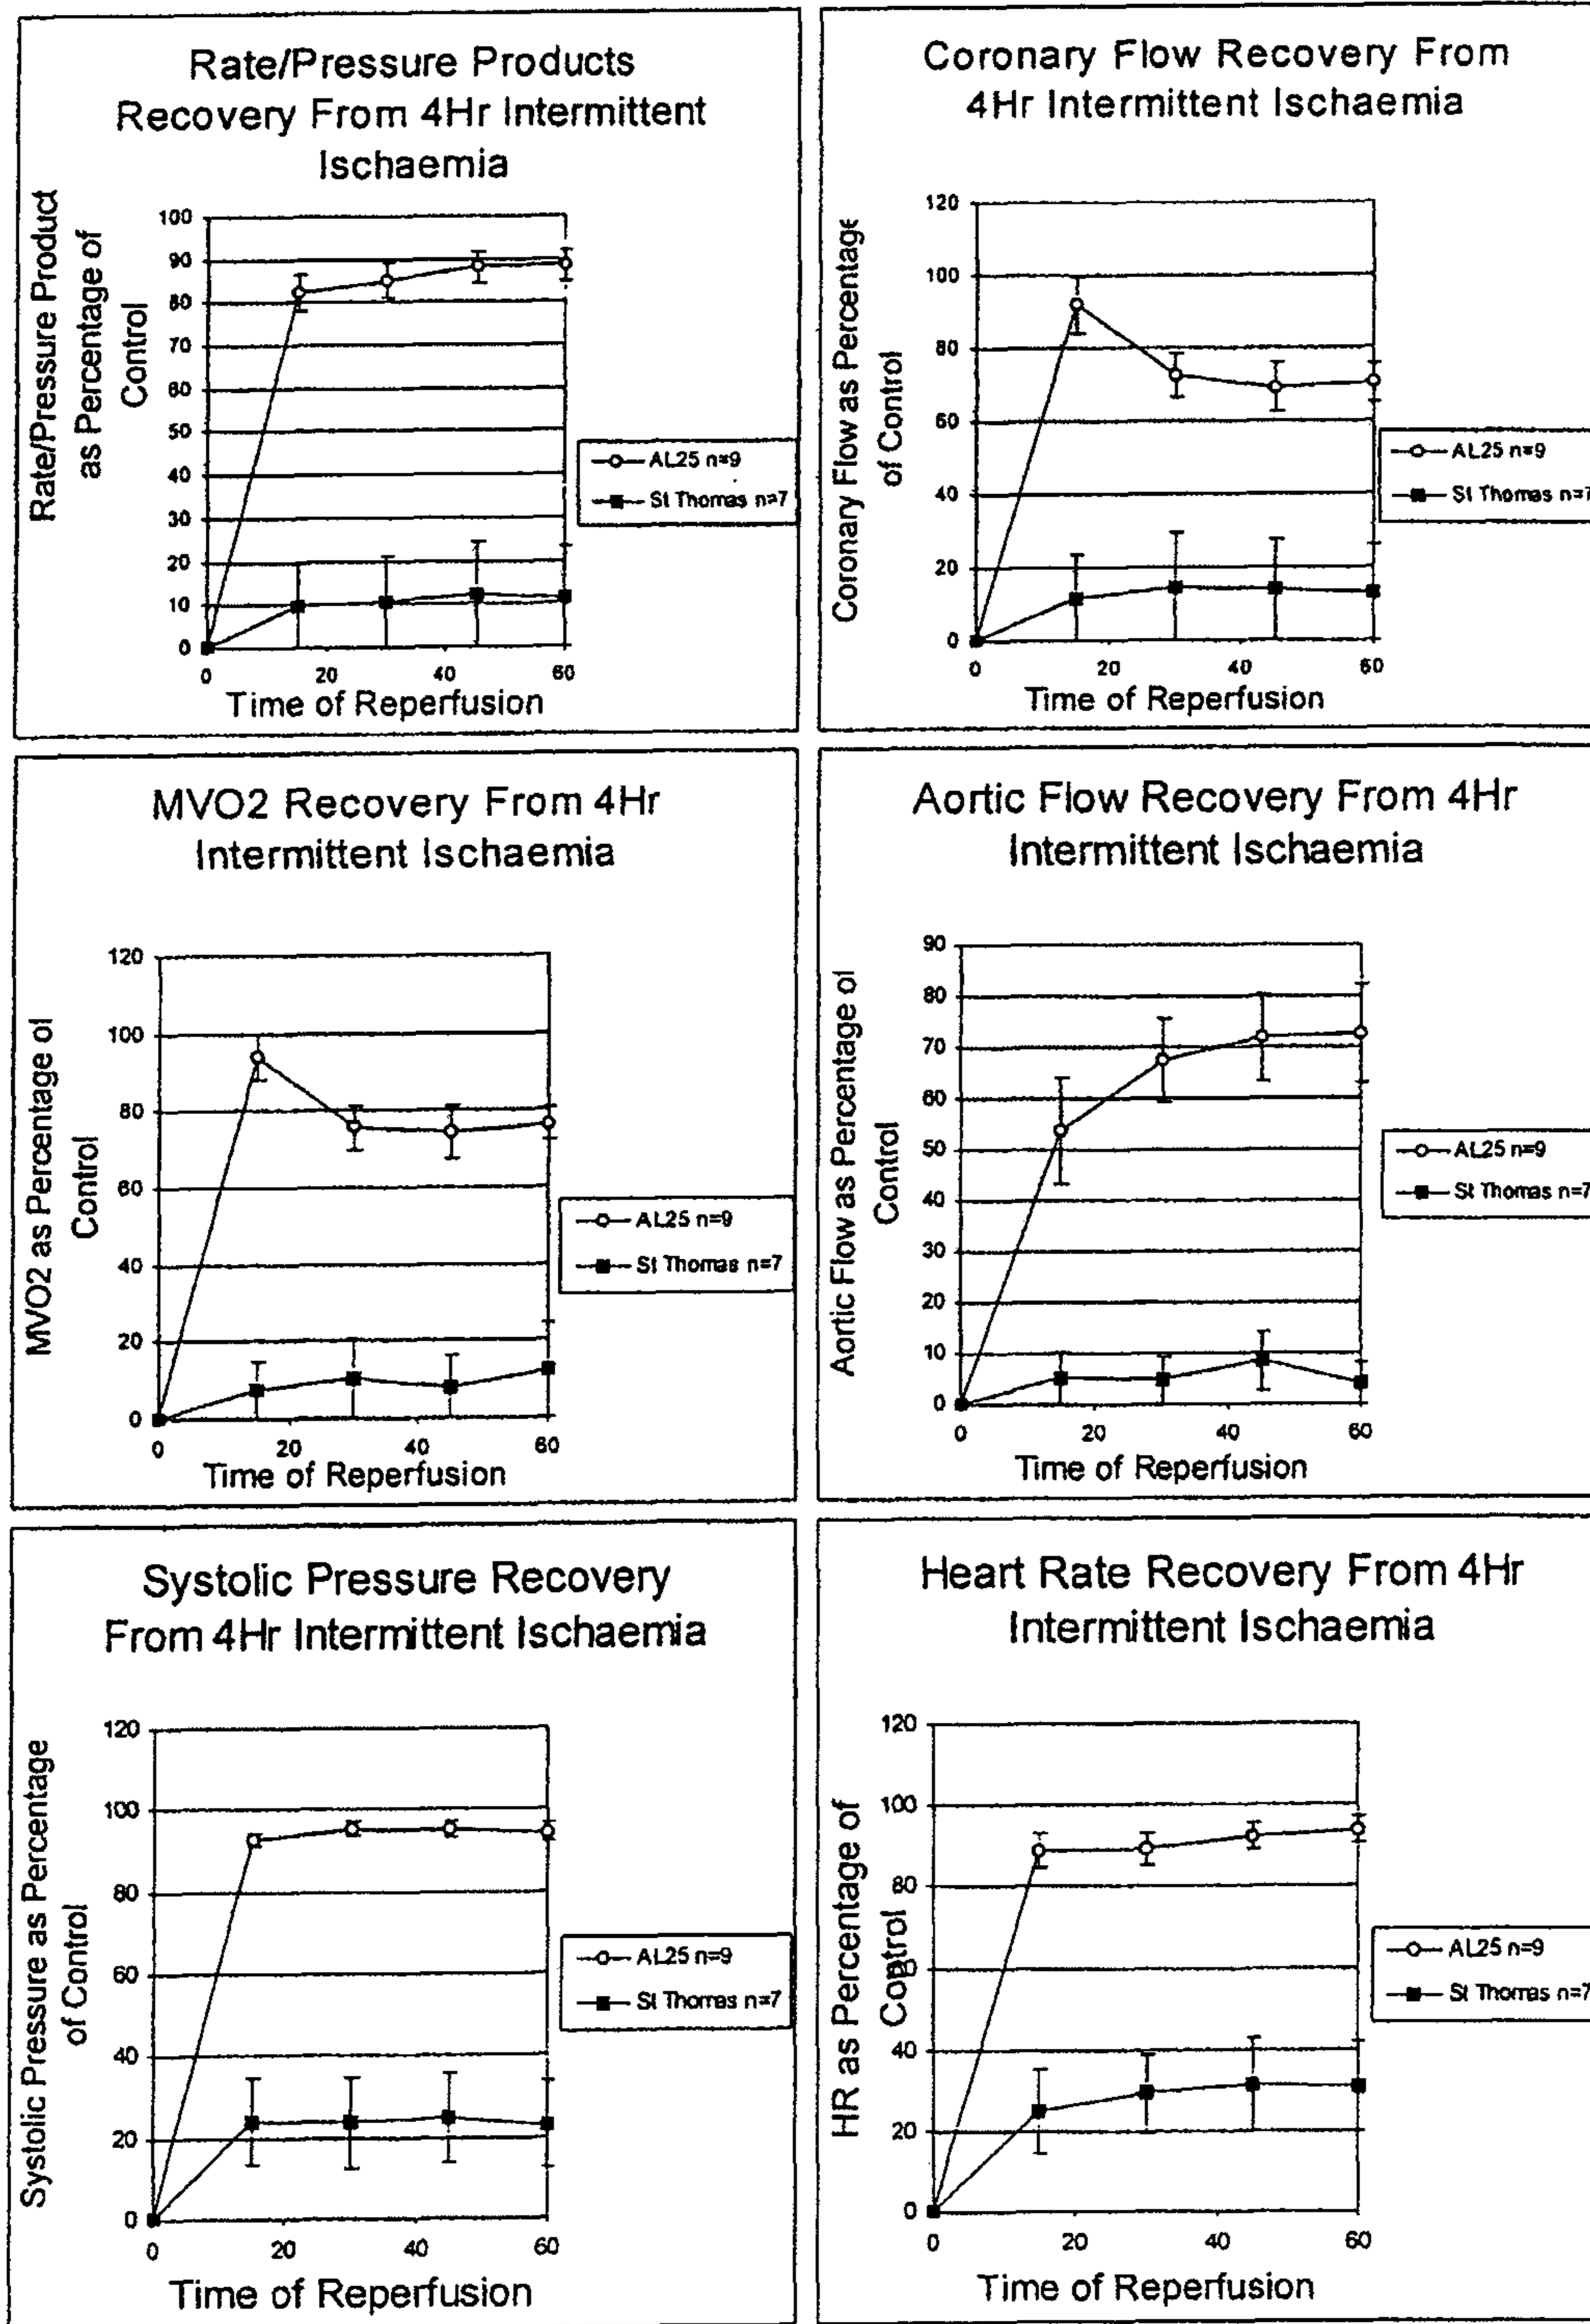 Rate/Pressure Products
Recovery From 4Hr Intermittent
Ischaemia
Rate/Pressure Product
as Percentage of
Control
100
90
80
70
60
50
40
30
20
10
0
0 20 40 60
Time of Reperfusion
AL25 n=9
St Thomas n=7
Coronary Flow Recovery From
4Hr Intermittent Ischaemia
Coronary Flow as Percentage
of Control
120
100
80
60
40
20
0
0 20 40 60
Time of Reperfusion
AL25 n=9
St Thomas n=7
MVO2 Recovery From 4Hr
Intermittent Ischaemia
MVO2 as Percentage of
Control
120
100
80
60
40
20
0
0 20 40 60
Time of Reperfusion
AL25 n=9
St Thomas n=7
Aortic Flow Recovery From 4Hr
Intermittent Ischaemia
Aortic Flow as Percentage of
Control
90
80
70
60
50
40
30
20
10
0
0 20 40 60
Time of Reperfusion
AL25 n=9
St Thomas n=7
Systolic Pressure Recovery
From 4Hr Intermittent Ischaemia
Systolic Pressure as Percentage
of Control
120
100
80
60
40
20
0
0 20 40 60
Time of Reperfusion
AL25 n=9
St Thomas n=7
Heart Rate Recovery From 4Hr
Intermittent Ischaemia
HR as Percentage of
Control
120
100
80
60
40
20
0
0 20 40 60
Time of Reperfusion
AL25 n=9
St Thomas n=7